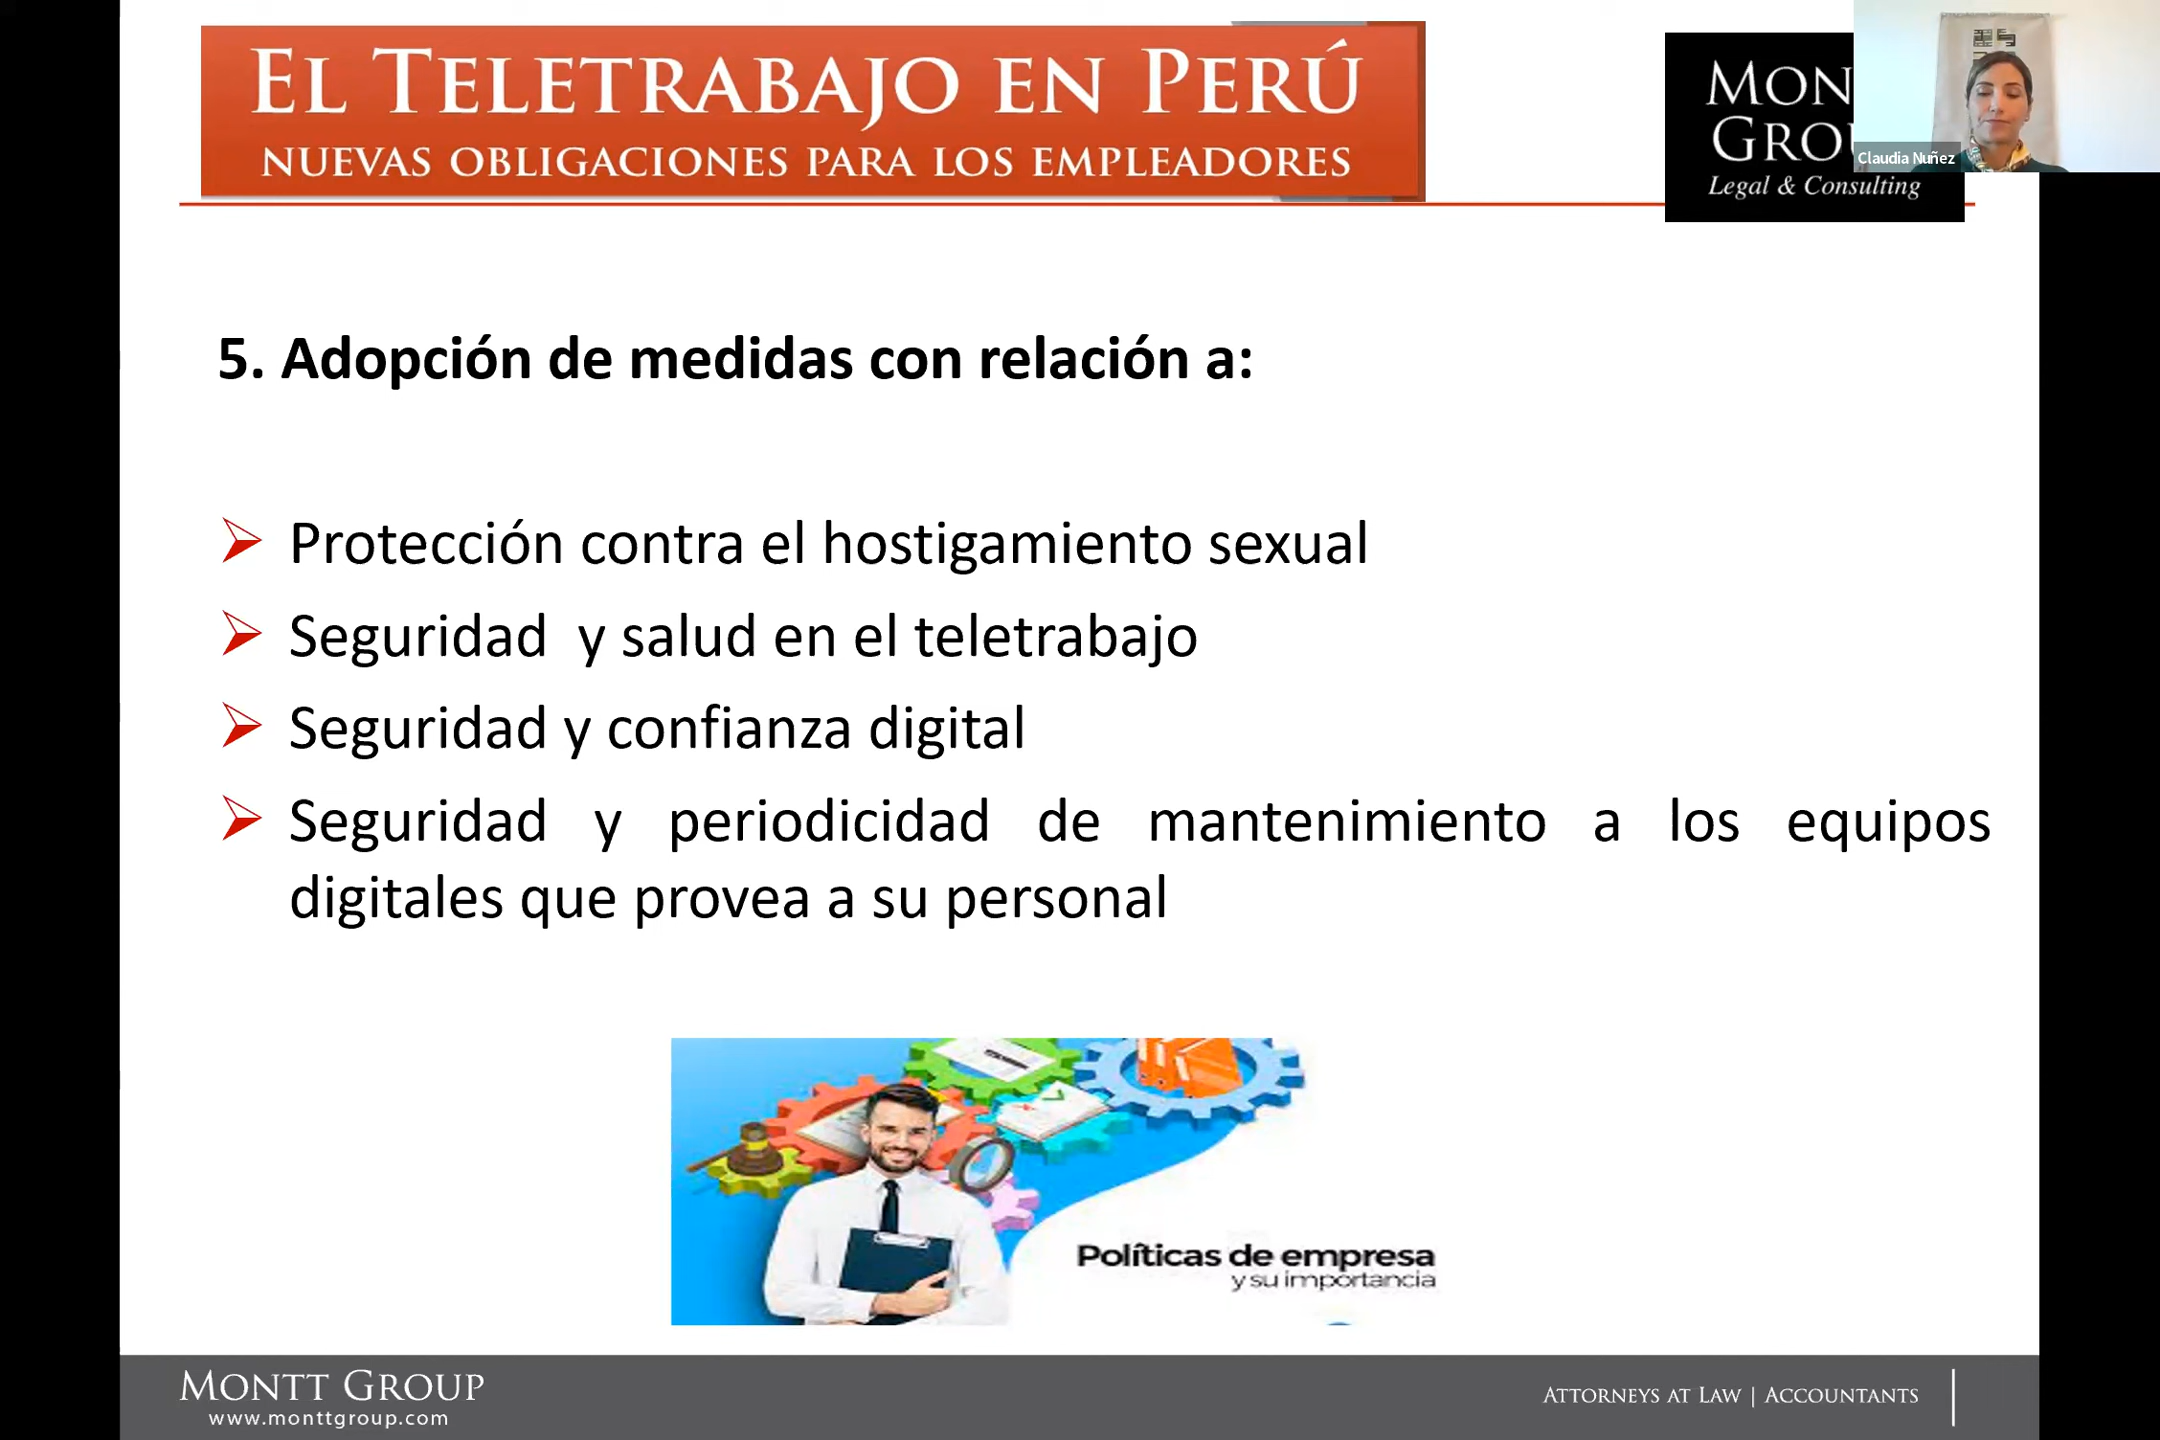 EL TELETRABAJO EN PERÚ
NUEVAS OBLIGACIONES PARA LOS EMPLEADORES
MON
GRO
Legal & Consulting
Claudia Nuñez
5. Adopción de medidas con relación a:
Protección contra el hostigamiento sexual
Seguridad y salud en el teletrabajo
Seguridad y confianza digital
Seguridad y periodicidad de mantenimiento a los equipos
digitales que provea a su personal
Políticas de empresa
y su importancia
MONTT GROUP
www.monttgroup.com
ATTORNEYS AT LAW | ACCOUNTANTS